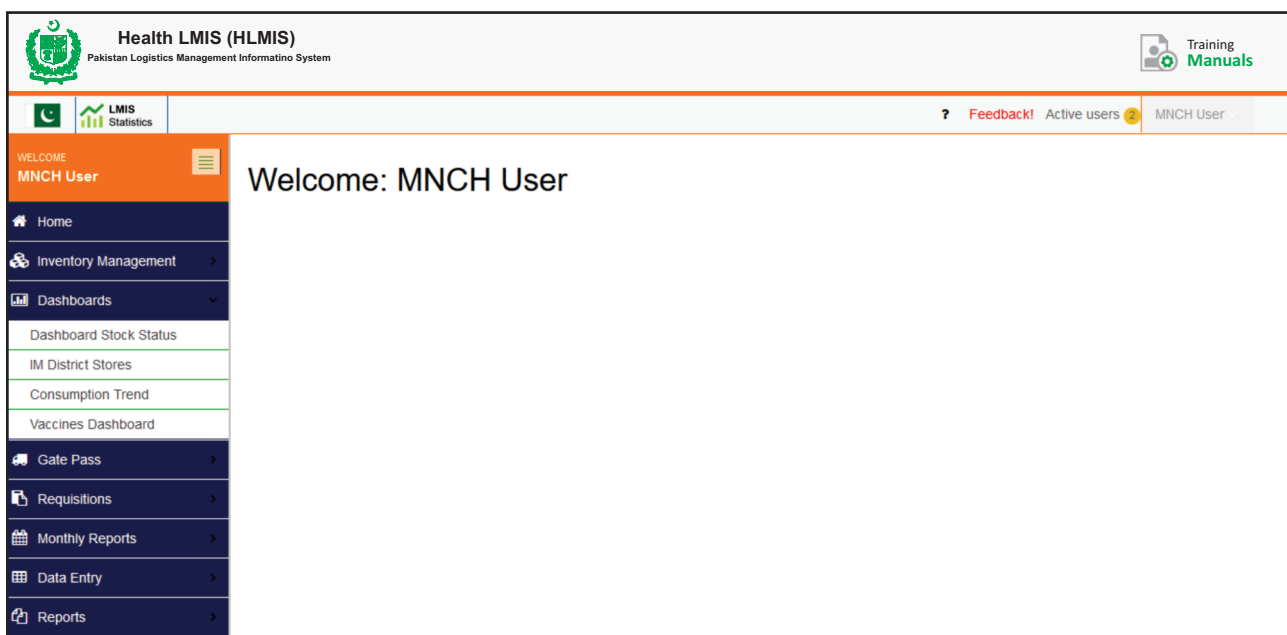 Health LMIS (HLMIS)
Pakistan Logistics Management Informatino System
Training
Manuals
LMIS
Statistics
? Feedback! Active users 2 MNCH User
WELCOME
MNCH User
Welcome: MNCH User
Home
Inventory Management
Dashboards
Dashboard Stock Status
IM District Stores
Consumption Trend
Vaccines Dashboard
Gate Pass
Requisitions
Monthly Reports
Data Entry
Reports